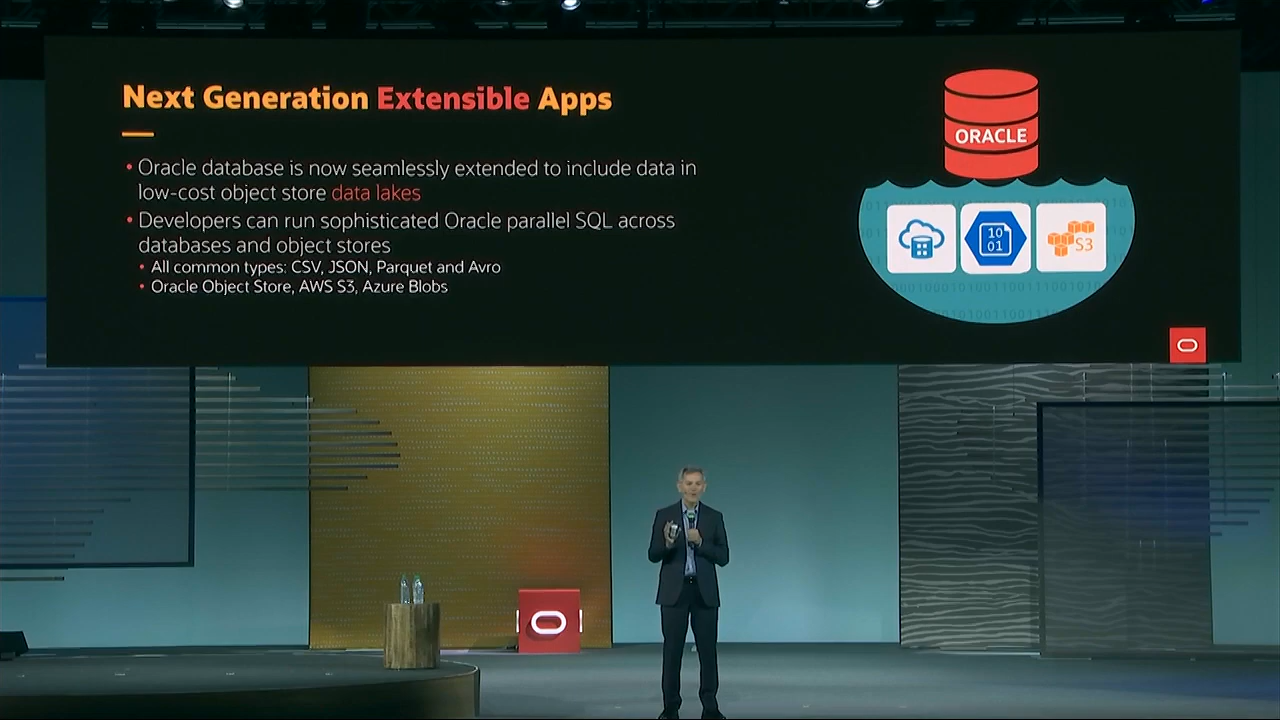 Next Generation Extensible Apps
• Oracle database is now seamlessly extended to include data in
low-cost object store data lakes
• Developers can run sophisticated Oracle parallel SQL across
databases and object stores
• All common types: CSV, JSON, Parquet and Avro
• Oracle Object Store, AWS S3, Azure Blobs
ORACLE
10
01
S3